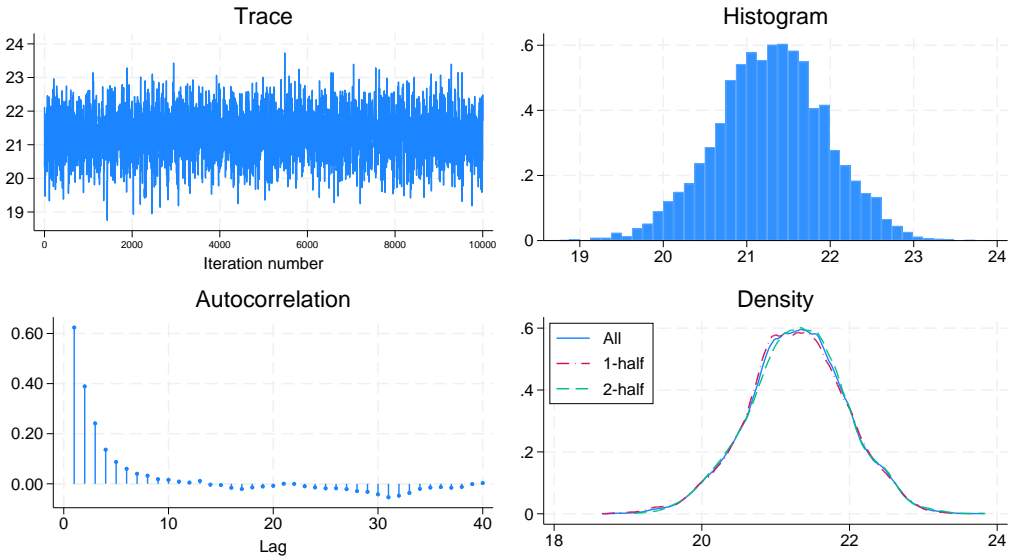 Trace
24
23
22
21
20
19
0 2000 4000 6000 8000 10000
Iteration number
Histogram
.6
.4
.2
0
19 20 21 22 23 24
Autocorrelation
0.60
0.40
0.20
0.00
0 10 20 30 40
Lag
Density
.6
.4
.2
0
All
1-half
2-half
18 20 22 24